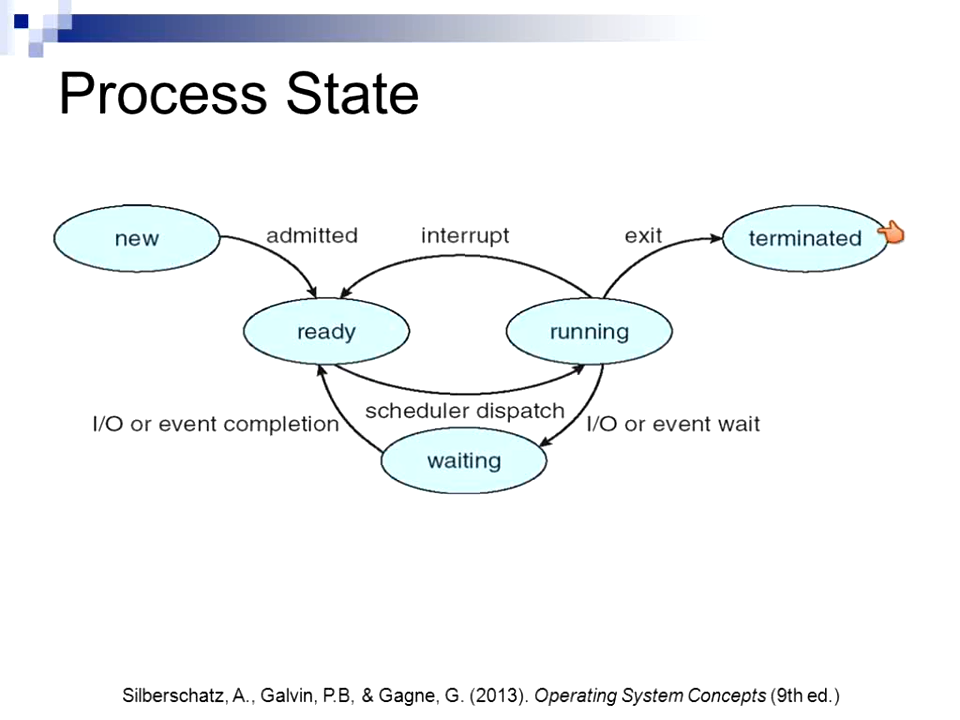 Process State
new
admitted
interrupt
exit
terminated
ready
running
scheduler dispatch
I/O or event completion
I/O or event wait
waiting
Silberschatz, A., Galvin, P.B, & Gagne, G. (2013). Operating System Concepts (9th ed.)